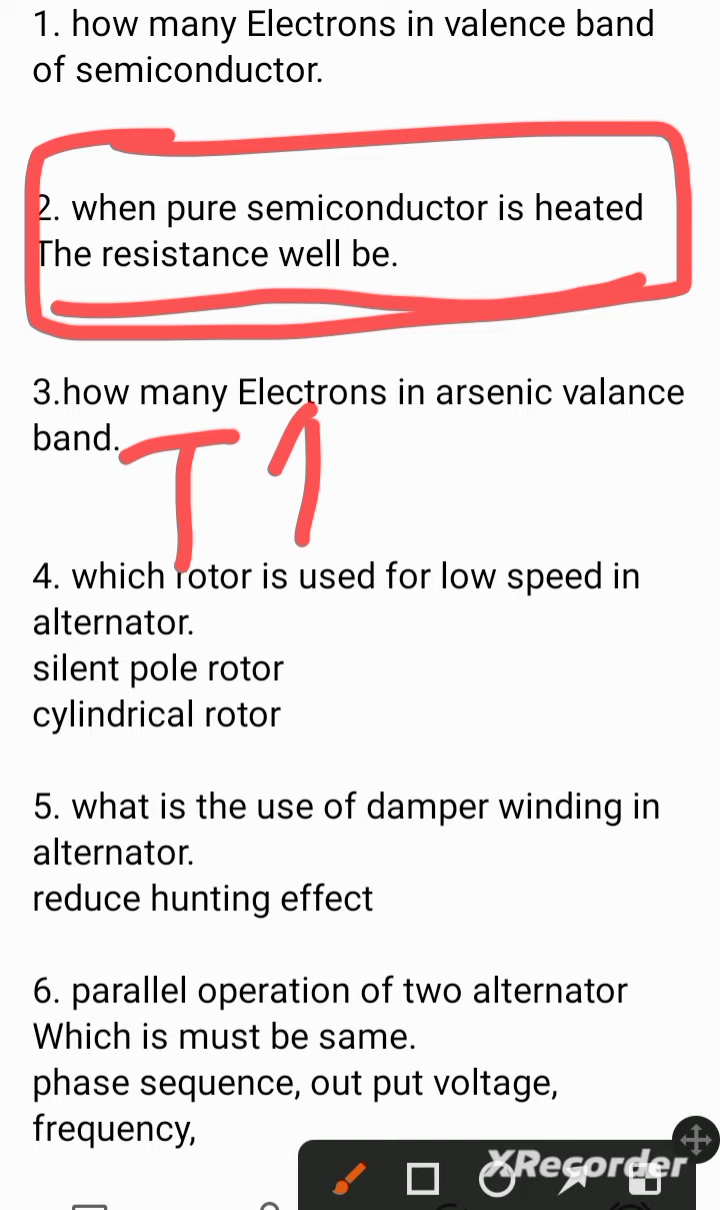 1. how many Electrons in valence band
of semiconductor.
2. when pure semiconductor is heated
The resistance well be.
3.how many Electrons in arsenic valance
band.
T 1
4. which rotor is used for low speed in
alternator.
silent pole rotor
cylindrical rotor
5. what is the use of damper winding in
alternator.
reduce hunting effect
6. parallel operation of two alternator
Which is must be same.
phase sequence, out put voltage,
frequency,
XRecorder